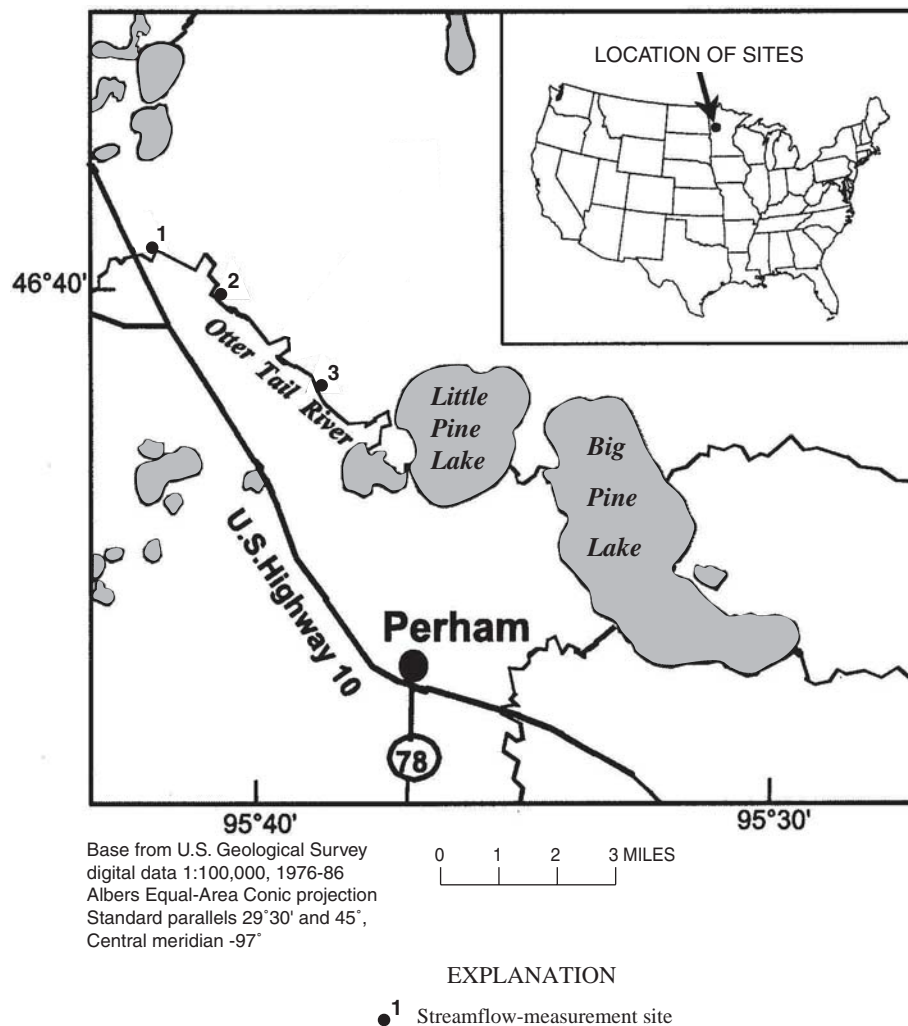 LOCATION OF SITES
1
46°40'
2
Otter Tail River
3
Little
Pine
Lake
Big
Pine
Lake
U.S.Highway 10
Perham
78
95°40'
95°30'
Base from U.S. Geological Survey
digital data 1:100,000, 1976-86
Albers Equal-Area Conic projection
Standard parallels 29°30' and 45°,
Central meridian -97°
0 1 2 3 MILES
EXPLANATION
1 Streamflow-measurement site